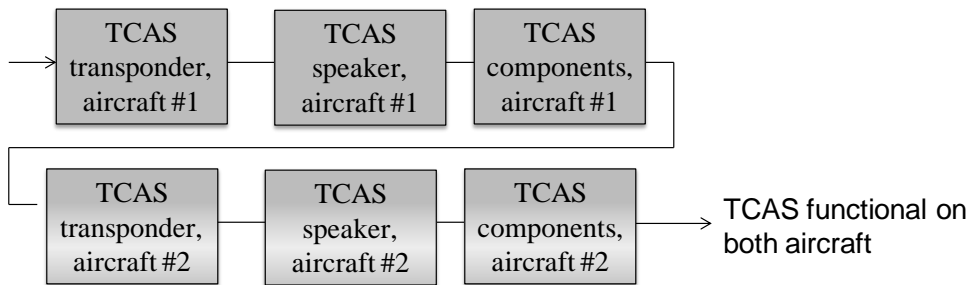 TCAS
transponder,
aircraft #1
TCAS
speaker,
aircraft #1
TCAS
components,
aircraft #1
TCAS
transponder,
aircraft #2
TCAS
speaker,
aircraft #2
TCAS
components,
aircraft #2
TCAS functional on
both aircraft